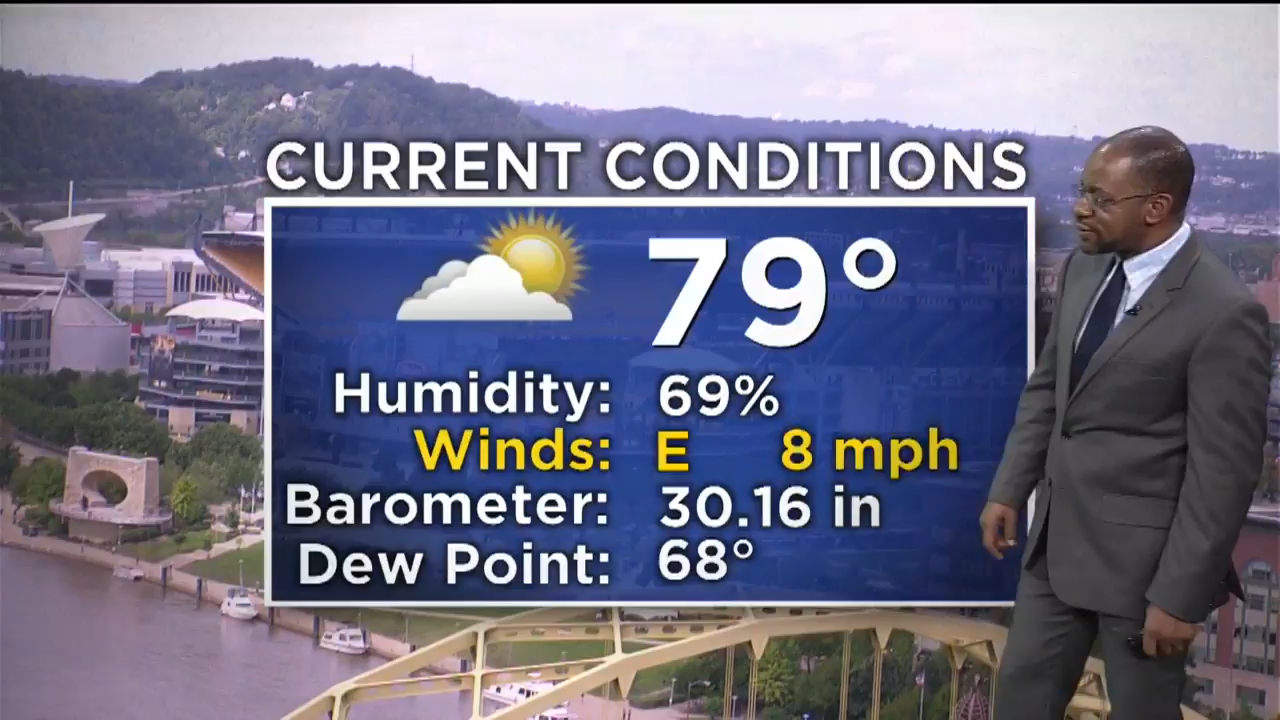 CURRENT CONDITIONS
79°
Humidity: 69%
Winds: E 8 mph
Barometer: 30.16 in
Dew Point: 68°